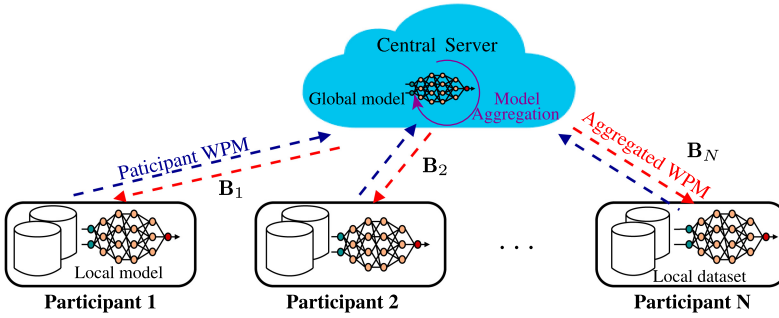 Central Server
Global model
Model
Aggregation
Paticipant WPM
Aggregated WPM
B1
B2
BN
. . .
Local model
Local dataset
Participant 1
Participant 2
Participant N